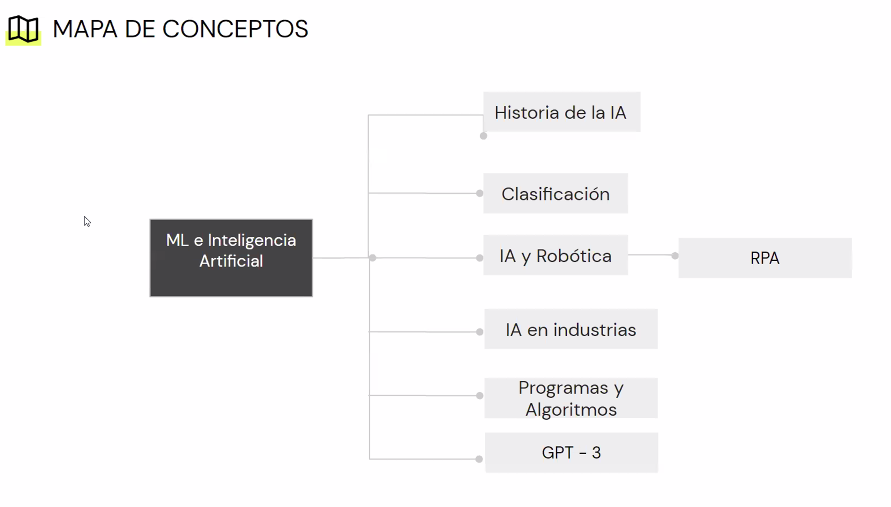 MAPA DE CONCEPTOS
Historia de la IA
Clasificación
ML e Inteligencia
Artificial
IA y Robótica
RPA
IA en industrias
Programas y
Algoritmos
GPT - 3